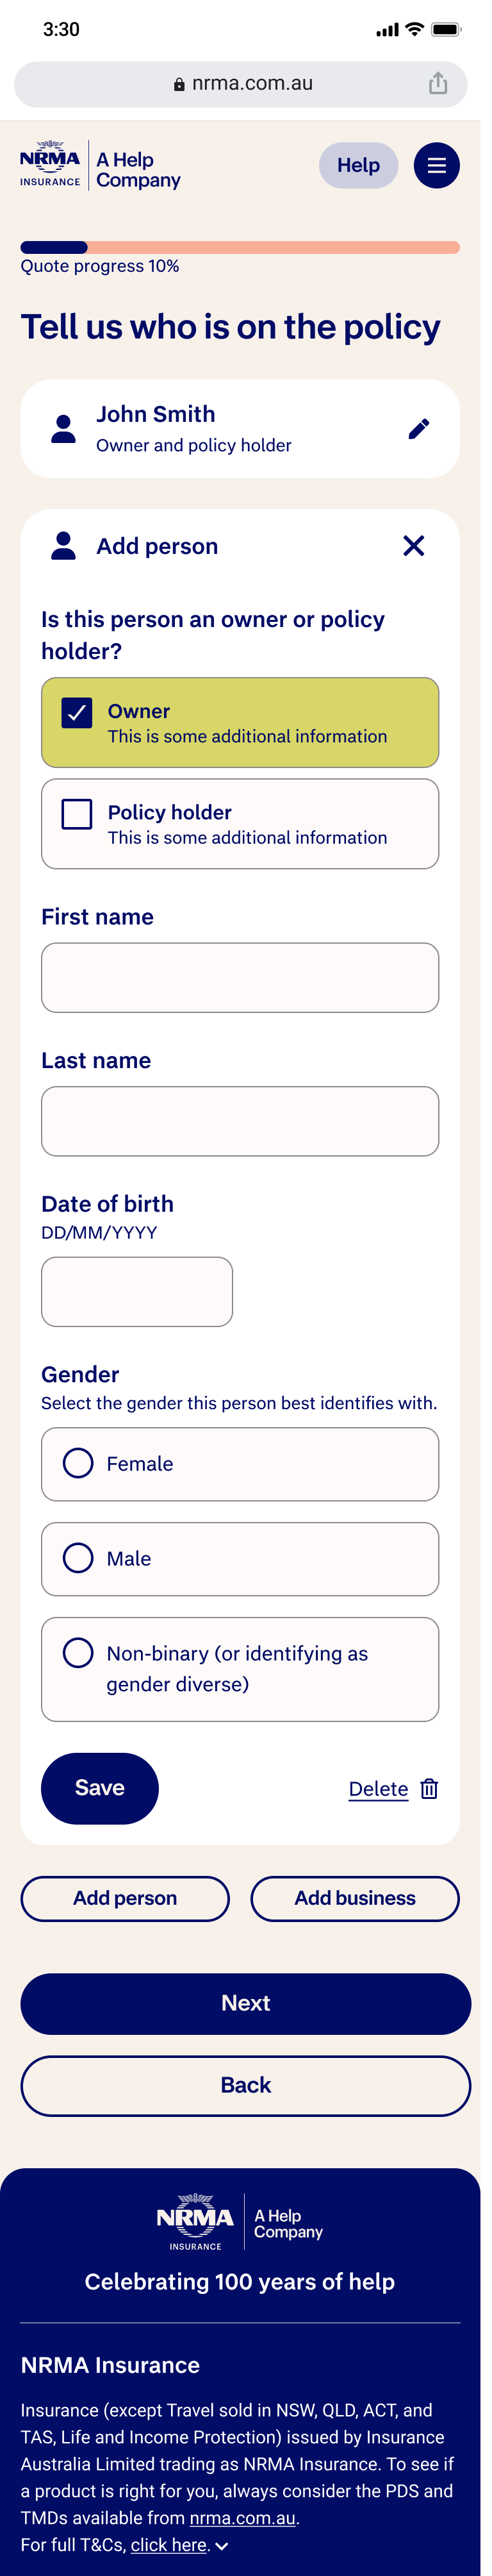 3:30
nrma.com.au
NRMA
INSURANCE
A Help
Company
Help
Quote progress 10%
Tell us who is on the policy
John Smith
Owner and policy holder
Add person
Is this person an owner or policy
holder?
Owner
This is some additional information
Policy holder
This is some additional information
First name
Last name
Date of birth
DD/MM/YYYY
Gender
Select the gender this person best identifies with.
Female
Male
Non-binary (or identifying as
gender diverse)
Save
Delete
Add person
Add business
Next
Back
NRMA
INSURANCE
A Help
Company
Celebrating 100 years of help
NRMA Insurance
Insurance (except Travel sold in NSW, QLD, ACT, and
TAS, Life and Income Protection) issued by Insurance
Australia Limited trading as NRMA Insurance. To see if
a product is right for you, always consider the PDS and
TMDs available from nrma.com.au.
For full T&Cs, click here.